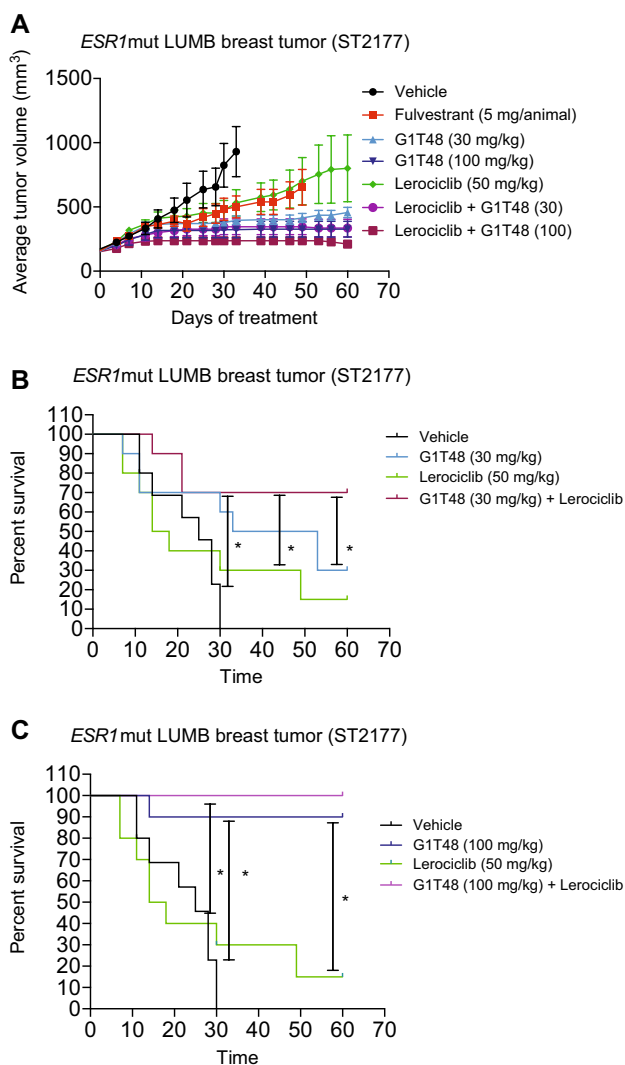 A
ESR1mut LUMB breast tumor (ST2177)
Average tumor volume (mm³)
1500
1000
500
0
0 10 20 30 40 50 60 70
Days of treatment
Vehicle
Fulvestrant (5 mg/animal)
G1T48 (30 mg/kg)
G1T48 (100 mg/kg)
Lerociclib (50 mg/kg)
Lerociclib + G1T48 (30)
Lerociclib + G1T48 (100)
B
ESR1mut LUMB breast tumor (ST2177)
Percent survival
110
100
90
80
70
60
50
40
30
20
10
0
0 10 20 30 40 50 60 70
Time
* * *
Vehicle
G1T48 (30 mg/kg)
Lerociclib (50 mg/kg)
G1T48 (30 mg/kg) + Lerociclib
C
ESR1mut LUMB breast tumor (ST2177)
Percent survival
110
100
90
80
70
60
50
40
30
20
10
0
0 10 20 30 40 50 60 70
Time
* * *
Vehicle
G1T48 (100 mg/kg)
Lerociclib (50 mg/kg)
G1T48 (100 mg/kg) + Lerociclib